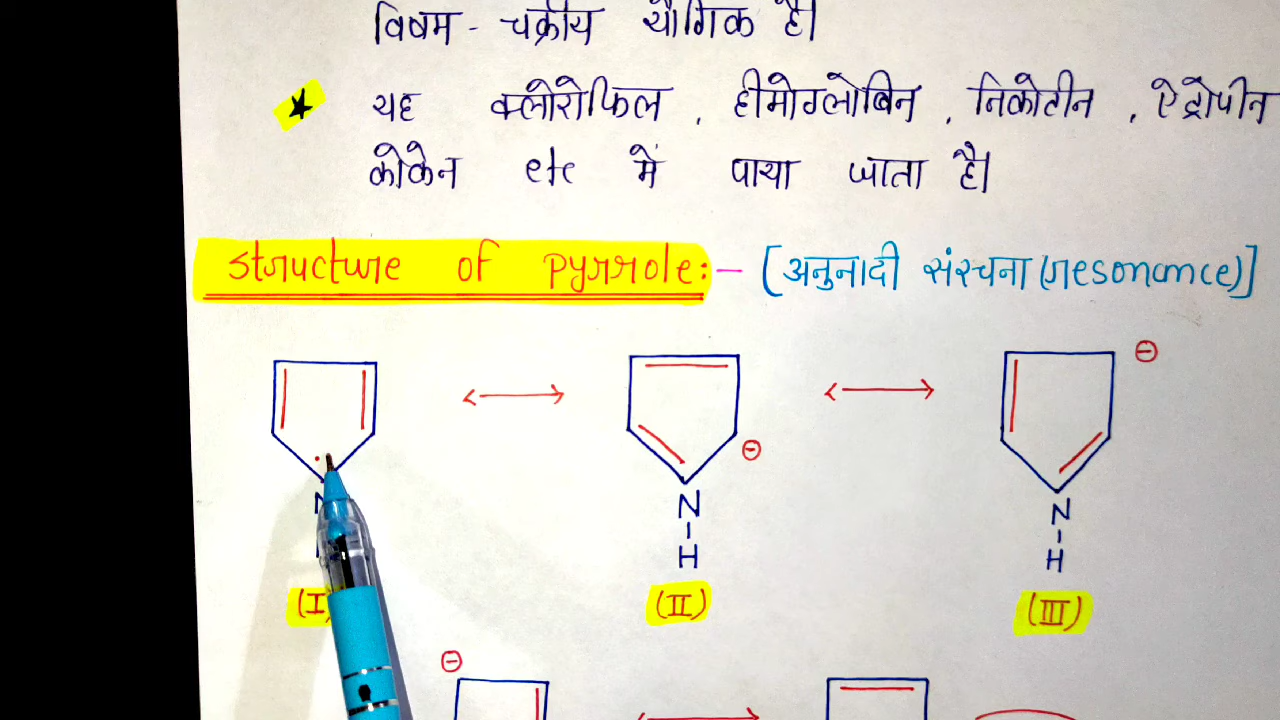 विषम - चक्रीय यौगिक है।
★ यह क्लोरोफिल , हीमोग्लोबिन , निकोटीन , ऐट्रोपीन
कोकेन etc में पाया जाता है।
Structure of pyrrole:- [अनुनादी संरचना (resonance)]
⊖
⊖
N N N
H H
(I) (II) (III)
⊖